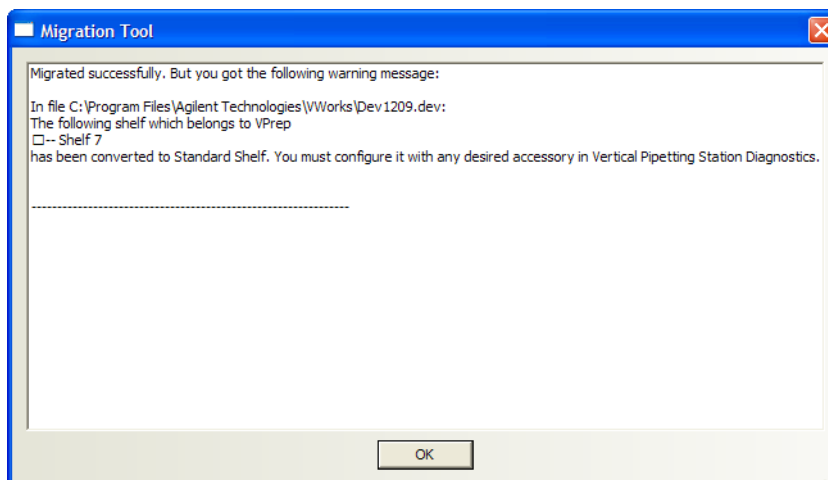 Migration Tool
Migrated successfully. But you got the following warning message:
In file C:\Program Files\Agilent Technologies\VWorks\Dev1209.dev:
The following shelf which belongs to VPrep
□-- Shelf 7
has been converted to Standard Shelf. You must configure it with any desired accessory in Vertical Pipetting Station Diagnostics.
--------------------------------------------------------------
OK